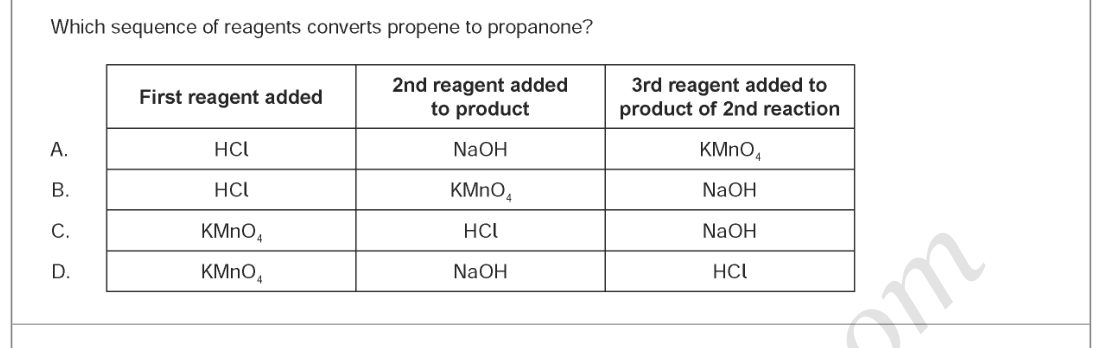 Which sequence of reagents converts propene to propanone?
First reagent added 2nd reagent added to product 3rd reagent added to product of 2nd reaction
A. HCl NaOH KMnO₄
B. HCl KMnO₄ NaOH
C. KMnO₄ HCl NaOH
D. KMnO₄ NaOH HCl
om